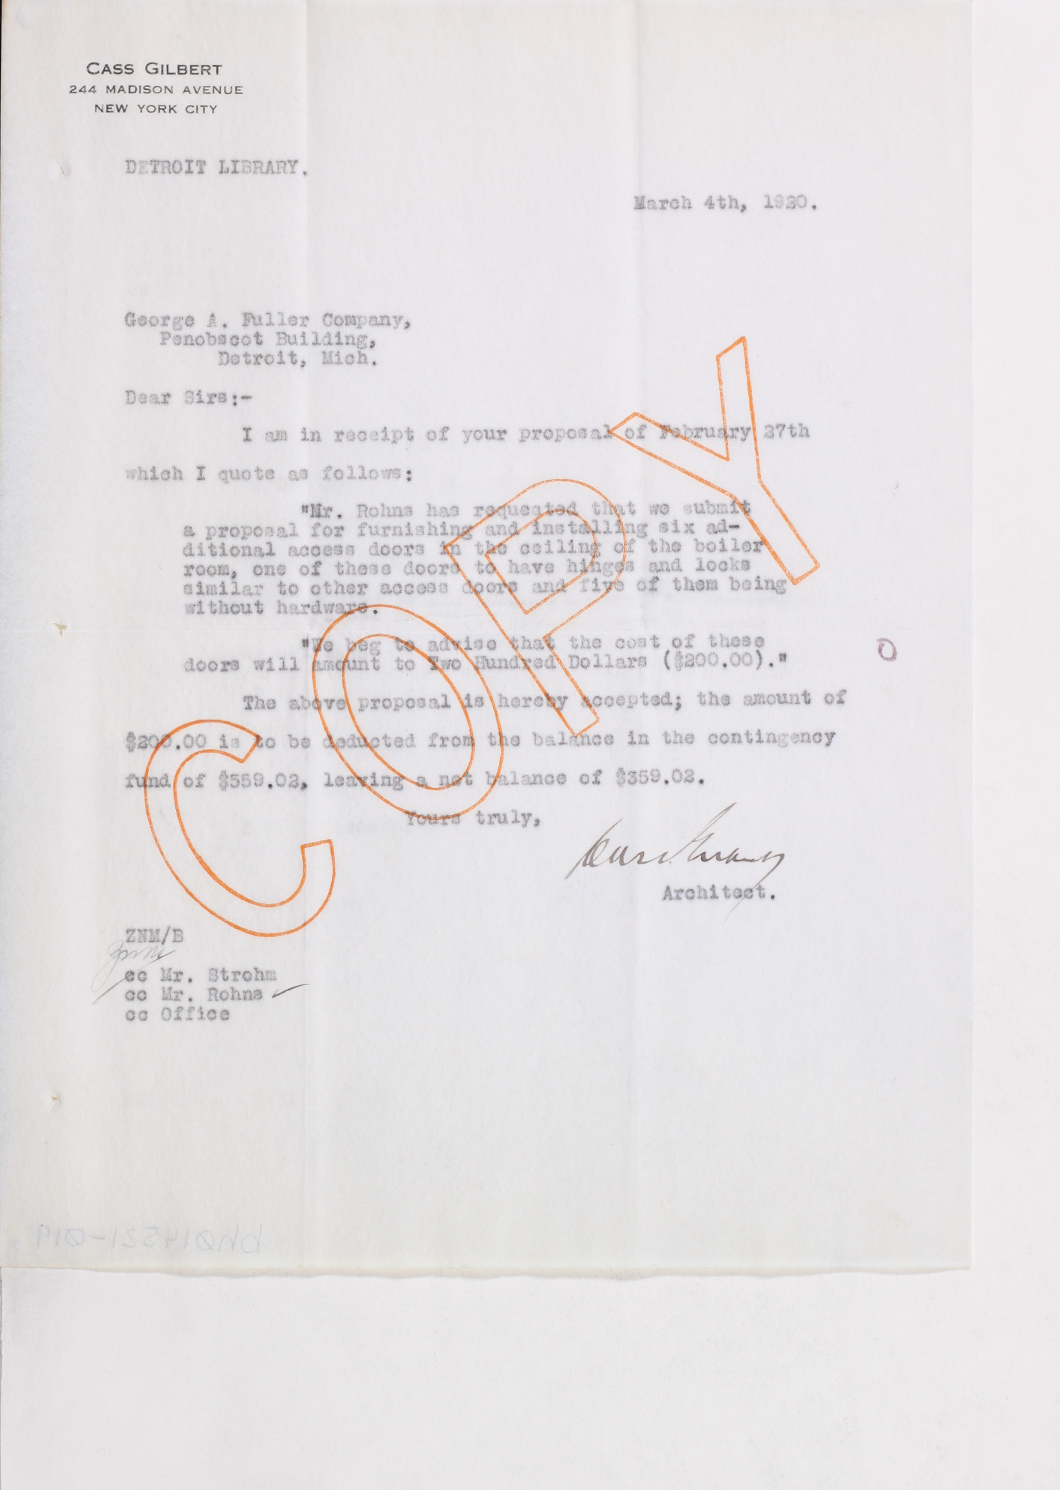 CASS GILBERT
244 MADISON AVENUE
NEW YORK CITY
DETROIT LIBRARY.
March 4th, 1920.
George A. Fuller Company,
Penobscot Building,
Detroit, Mich.
Dear Sirs:-
I am in receipt of your proposal of February 27th
which I quote as follows:
"Mr. Rohns has requested that we submit
a proposal for furnishing and installing six ad-
ditional access doors in the ceiling of the boiler
room, one of these doors to have hinges and locks
similar to other access doors and five of them being
without hardware.
"We beg to advise that the cost of these
doors will amount to Two Hundred Dollars ($200.00)."
The above proposal is hereby accepted; the amount of
$200.00 is to be deducted from the balance in the contingency
fund of $559.02, leaving a net balance of $359.02.
Yours truly,
Architect.
ZNM/B
cc Mr. Strohm
cc Mr. Rohns
cc Office
COPY
bh014521-019